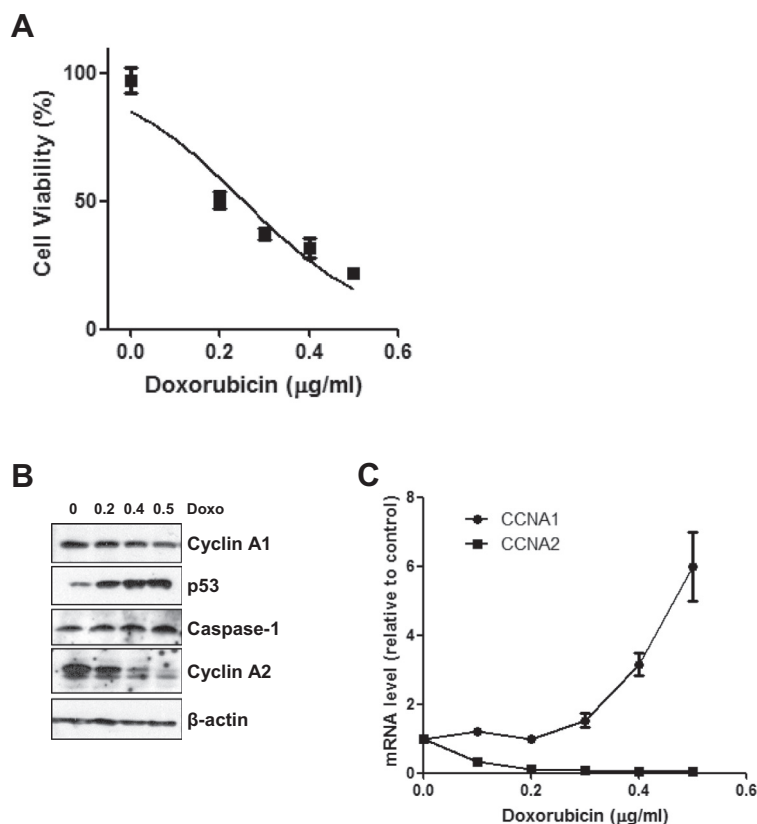 A
100
50
0
Cell Viability (%)
0.0 0.2 0.4 0.6
Doxorubicin (μg/ml)
B
0 0.2 0.4 0.5 Doxo
Cyclin A1
p53
Caspase-1
Cyclin A2
β-actin
C
8
6
4
2
0
mRNA level (relative to control)
CCNA1
CCNA2
0.0 0.2 0.4 0.6
Doxorubicin (μg/ml)